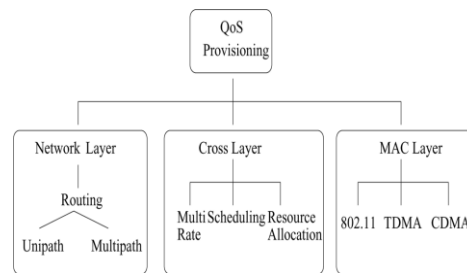 QoS
Provisioning
Network Layer
Routing
Unipath Multipath
Cross Layer
Multi Scheduling Resource
Rate Allocation
MAC Layer
802.11 TDMA CDMA